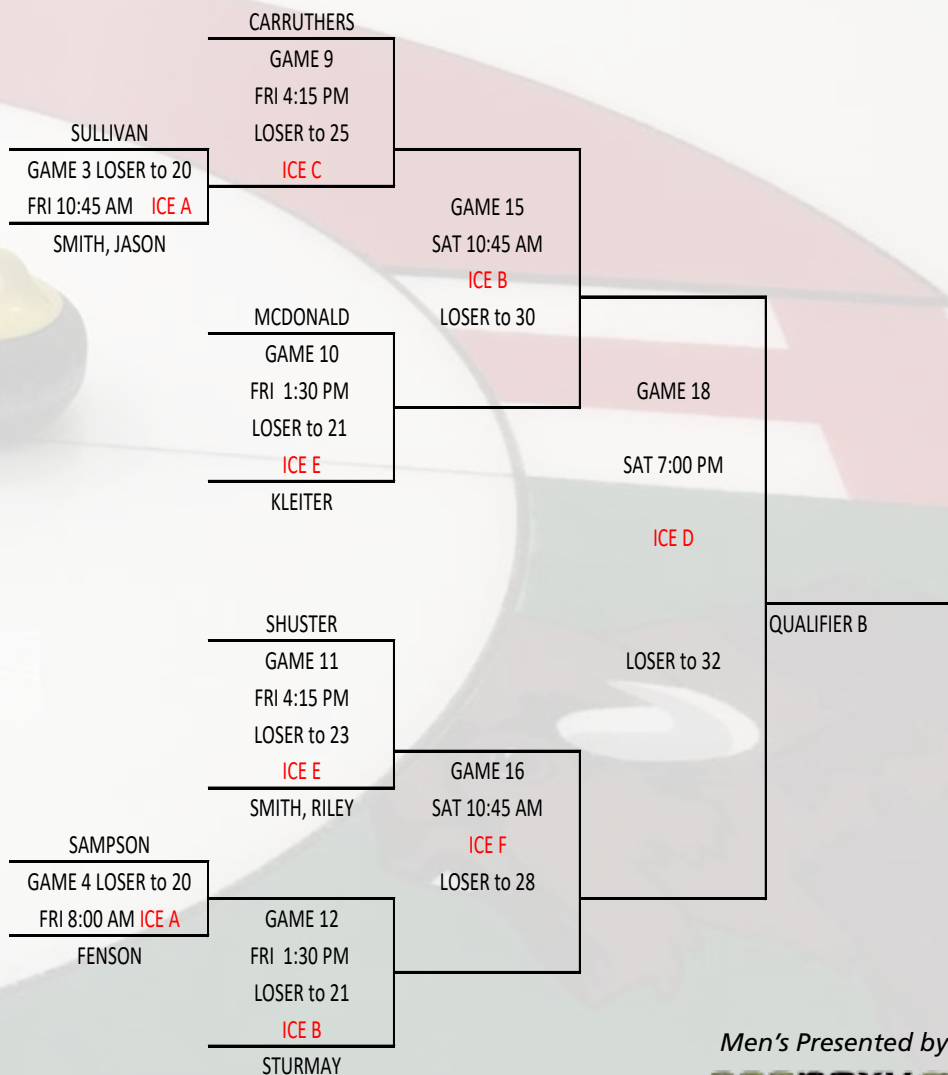 CARRUTHERS
GAME 9
FRI 4:15 PM
LOSER to 25
ICE C
SULLIVAN
GAME 3 LOSER to 20
FRI 10:45 AM ICE A
SMITH, JASON
GAME 15
SAT 10:45 AM
ICE B
LOSER to 30
MCDONALD
GAME 10
FRI 1:30 PM
LOSER to 21
ICE E
KLEITER
GAME 18
SAT 7:00 PM
ICE D
LOSER to 32
QUALIFIER B
SHUSTER
GAME 11
FRI 4:15 PM
LOSER to 23
ICE E
SMITH, RILEY
GAME 16
SAT 10:45 AM
ICE F
LOSER to 28
SAMPSON
GAME 4 LOSER to 20
FRI 8:00 AM ICE A
FENSON
GAME 12
FRI 1:30 PM
LOSER to 21
ICE B
STURMAY
Men's Presented by